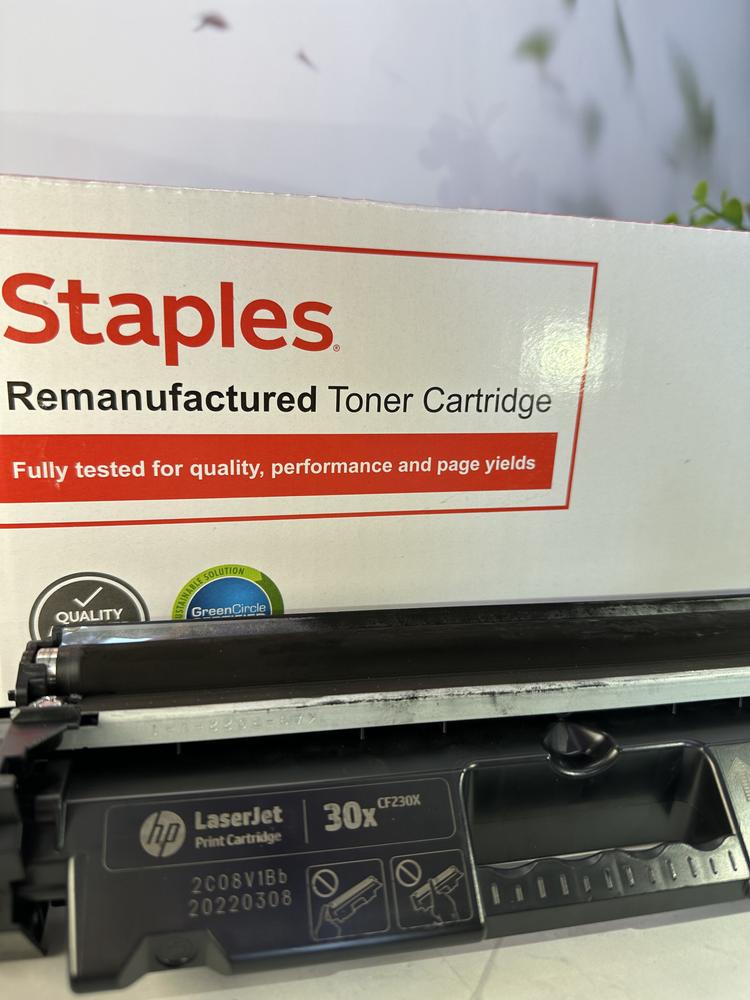 Staples®
Remanufactured Toner Cartridge
Fully tested for quality, performance and page yields
QUALITY
SUSTAINABLE SOLUTION
GreenCircle
hp
LaserJet
Print Cartridge
30X CF230X
2C08V1Bb
20220308